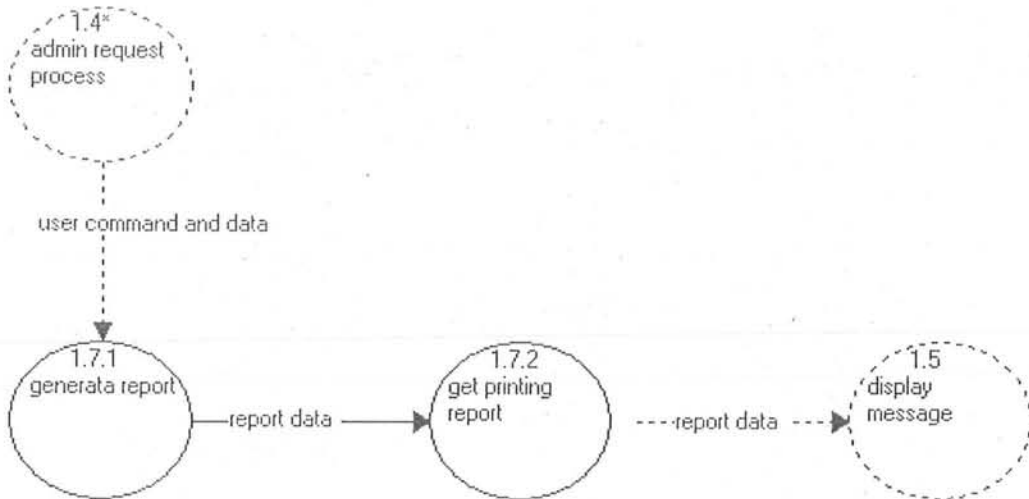 1.4*
admin request
process
user command and data
1.7.1
generata report
report data
1.7.2
get printing
report
report data
1.5
display
message